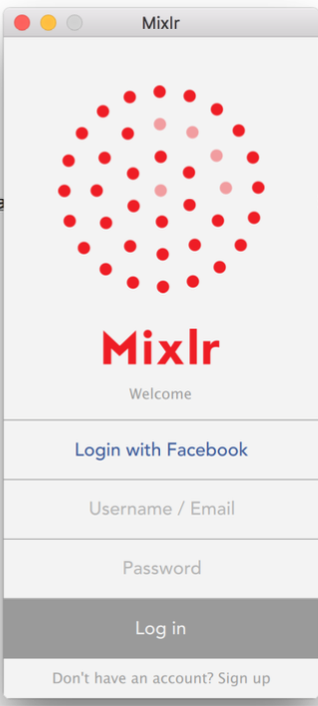 Mixlr
Mixlr
Welcome
Login with Facebook
Username / Email
Password
Log in
Don't have an account? Sign up